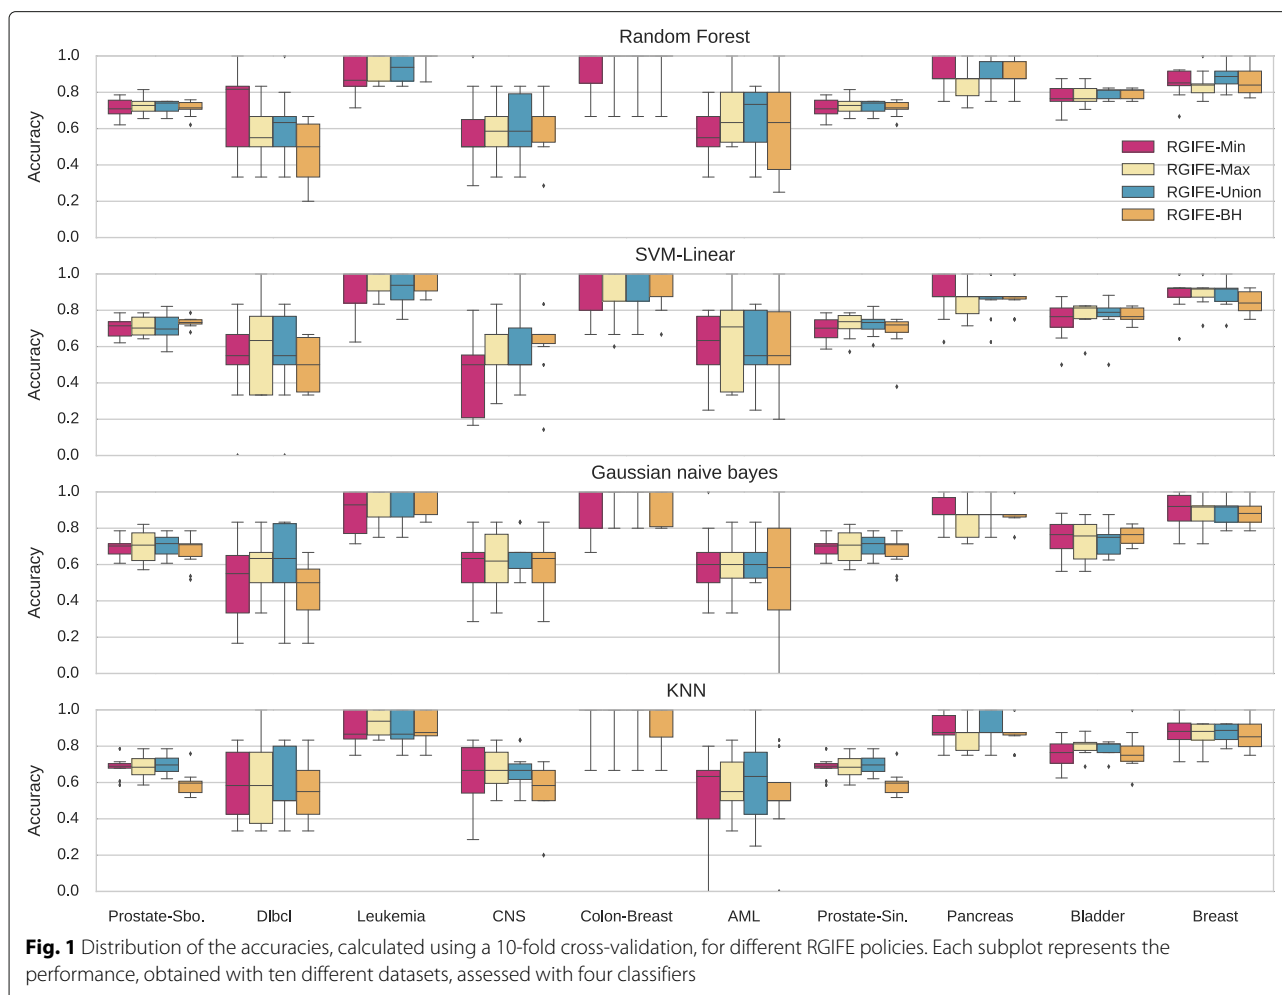 Random Forest
1.0
0.8
0.6
0.4
0.2
0.0
Accuracy
RGIFE-Min
RGIFE-Max
RGIFE-Union
RGIFE-BH
SVM-Linear
1.0
0.8
0.6
0.4
0.2
0.0
Accuracy
Gaussian naive bayes
1.0
0.8
0.6
0.4
0.2
0.0
Accuracy
KNN
1.0
0.8
0.6
0.4
0.2
0.0
Accuracy
Prostate-Sbo. Dlbcl Leukemia CNS Colon-Breast AML Prostate-Sin. Pancreas Bladder Breast
Fig. 1 Distribution of the accuracies, calculated using a 10-fold cross-validation, for different RGIFE policies. Each subplot represents the
performance, obtained with ten different datasets, assessed with four classifiers